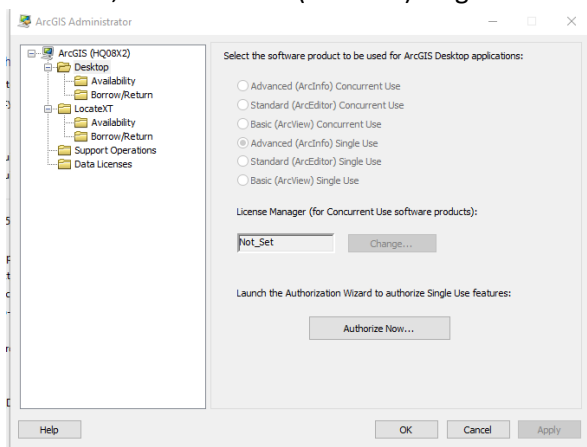 ArcGIS Administrator
ArcGIS (HQ08X2)
Desktop
Availability
Borrow/Return
LocateXT
Availability
Borrow/Return
Support Operations
Data Licenses
Select the software product to be used for ArcGIS Desktop applications:
Advanced (ArcInfo) Concurrent Use
Standard (ArcEditor) Concurrent Use
Basic (ArcView) Concurrent Use
Advanced (ArcInfo) Single Use
Standard (ArcEditor) Single Use
Basic (ArcView) Single Use
License Manager (for Concurrent Use software products):
Not_Set Change...
Launch the Authorization Wizard to authorize Single Use features:
Authorize Now...
Help OK Cancel Apply